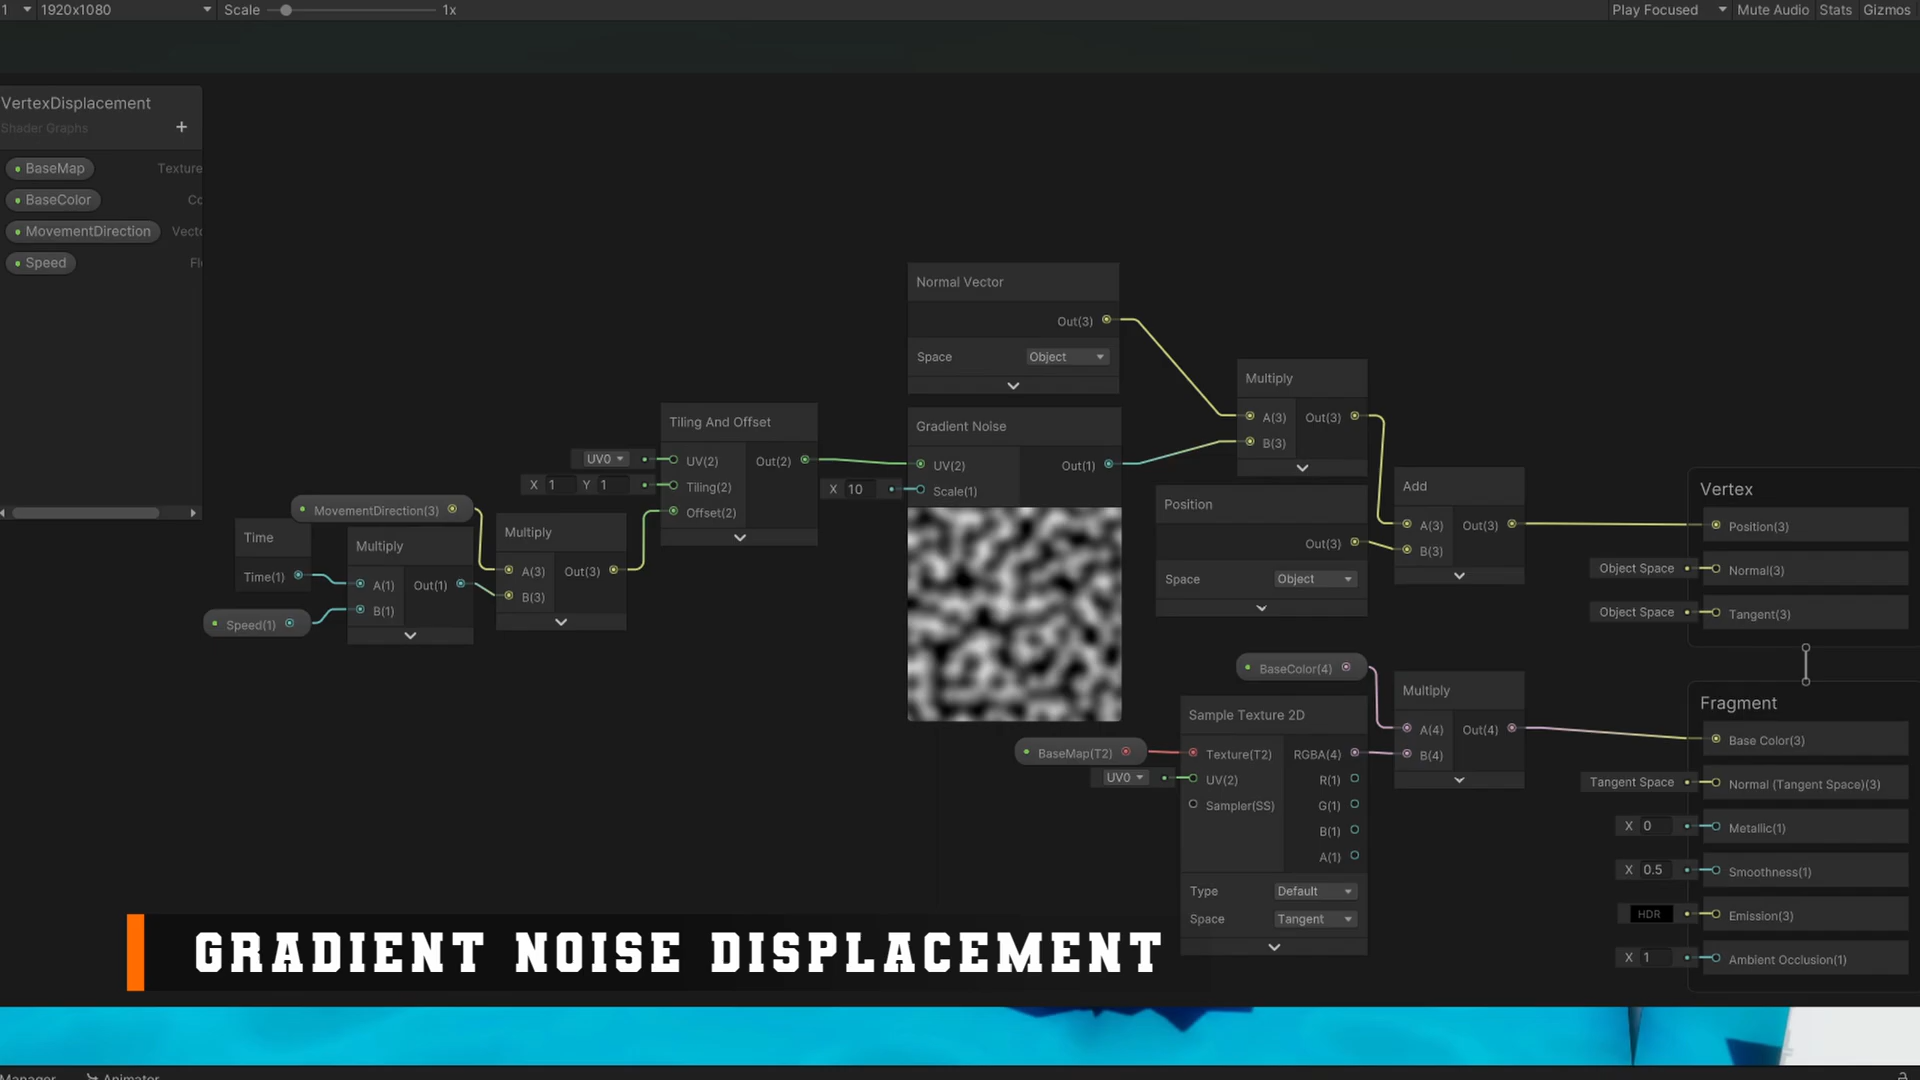 1 1920x1080 Scale 1x Play Focused Mute Audio Stats Gizmos
VertexDisplacement
Shader Graphs
+
BaseMap Texture
BaseColor Co
MovementDirection Vecto
Speed
Normal Vector
Out(3)
Space Object
Multiply
A(3) Out(3)
B(3)
Tiling And Offset
UV0 UV(2) Out(2)
X 1 Y 1 Tiling(2)
Offset(2)
Gradient Noise
UV(2) Out(1)
X 10 Scale(1)
MovementDirection(3)
Time
Time(1)
Speed(1)
Multiply
A(1) Out(1)
B(1)
Multiply
A(3) Out(3)
B(3)
Position
Out(3)
Space Object
Add
A(3) Out(3)
B(3)
Vertex
Position(3)
Object Space Normal(3)
Object Space Tangent(3)
BaseColor(4)
Multiply
A(4) Out(4)
B(4)
Sample Texture 2D
BaseMap(T2) Texture(T2) RGBA(4)
UV0 UV(2) R(1)
Sampler(SS) G(1)
B(1)
A(1)
Type Default
Space Tangent
Fragment
Base Color(3)
Tangent Space Normal (Tangent Space)(3)
X 0 Metallic(1)
X 0.5 Smoothness(1)
HDR Emission(3)
X 1 Ambient Occlusion(1)
GRADIENT NOISE DISPLACEMENT
Manager Animator